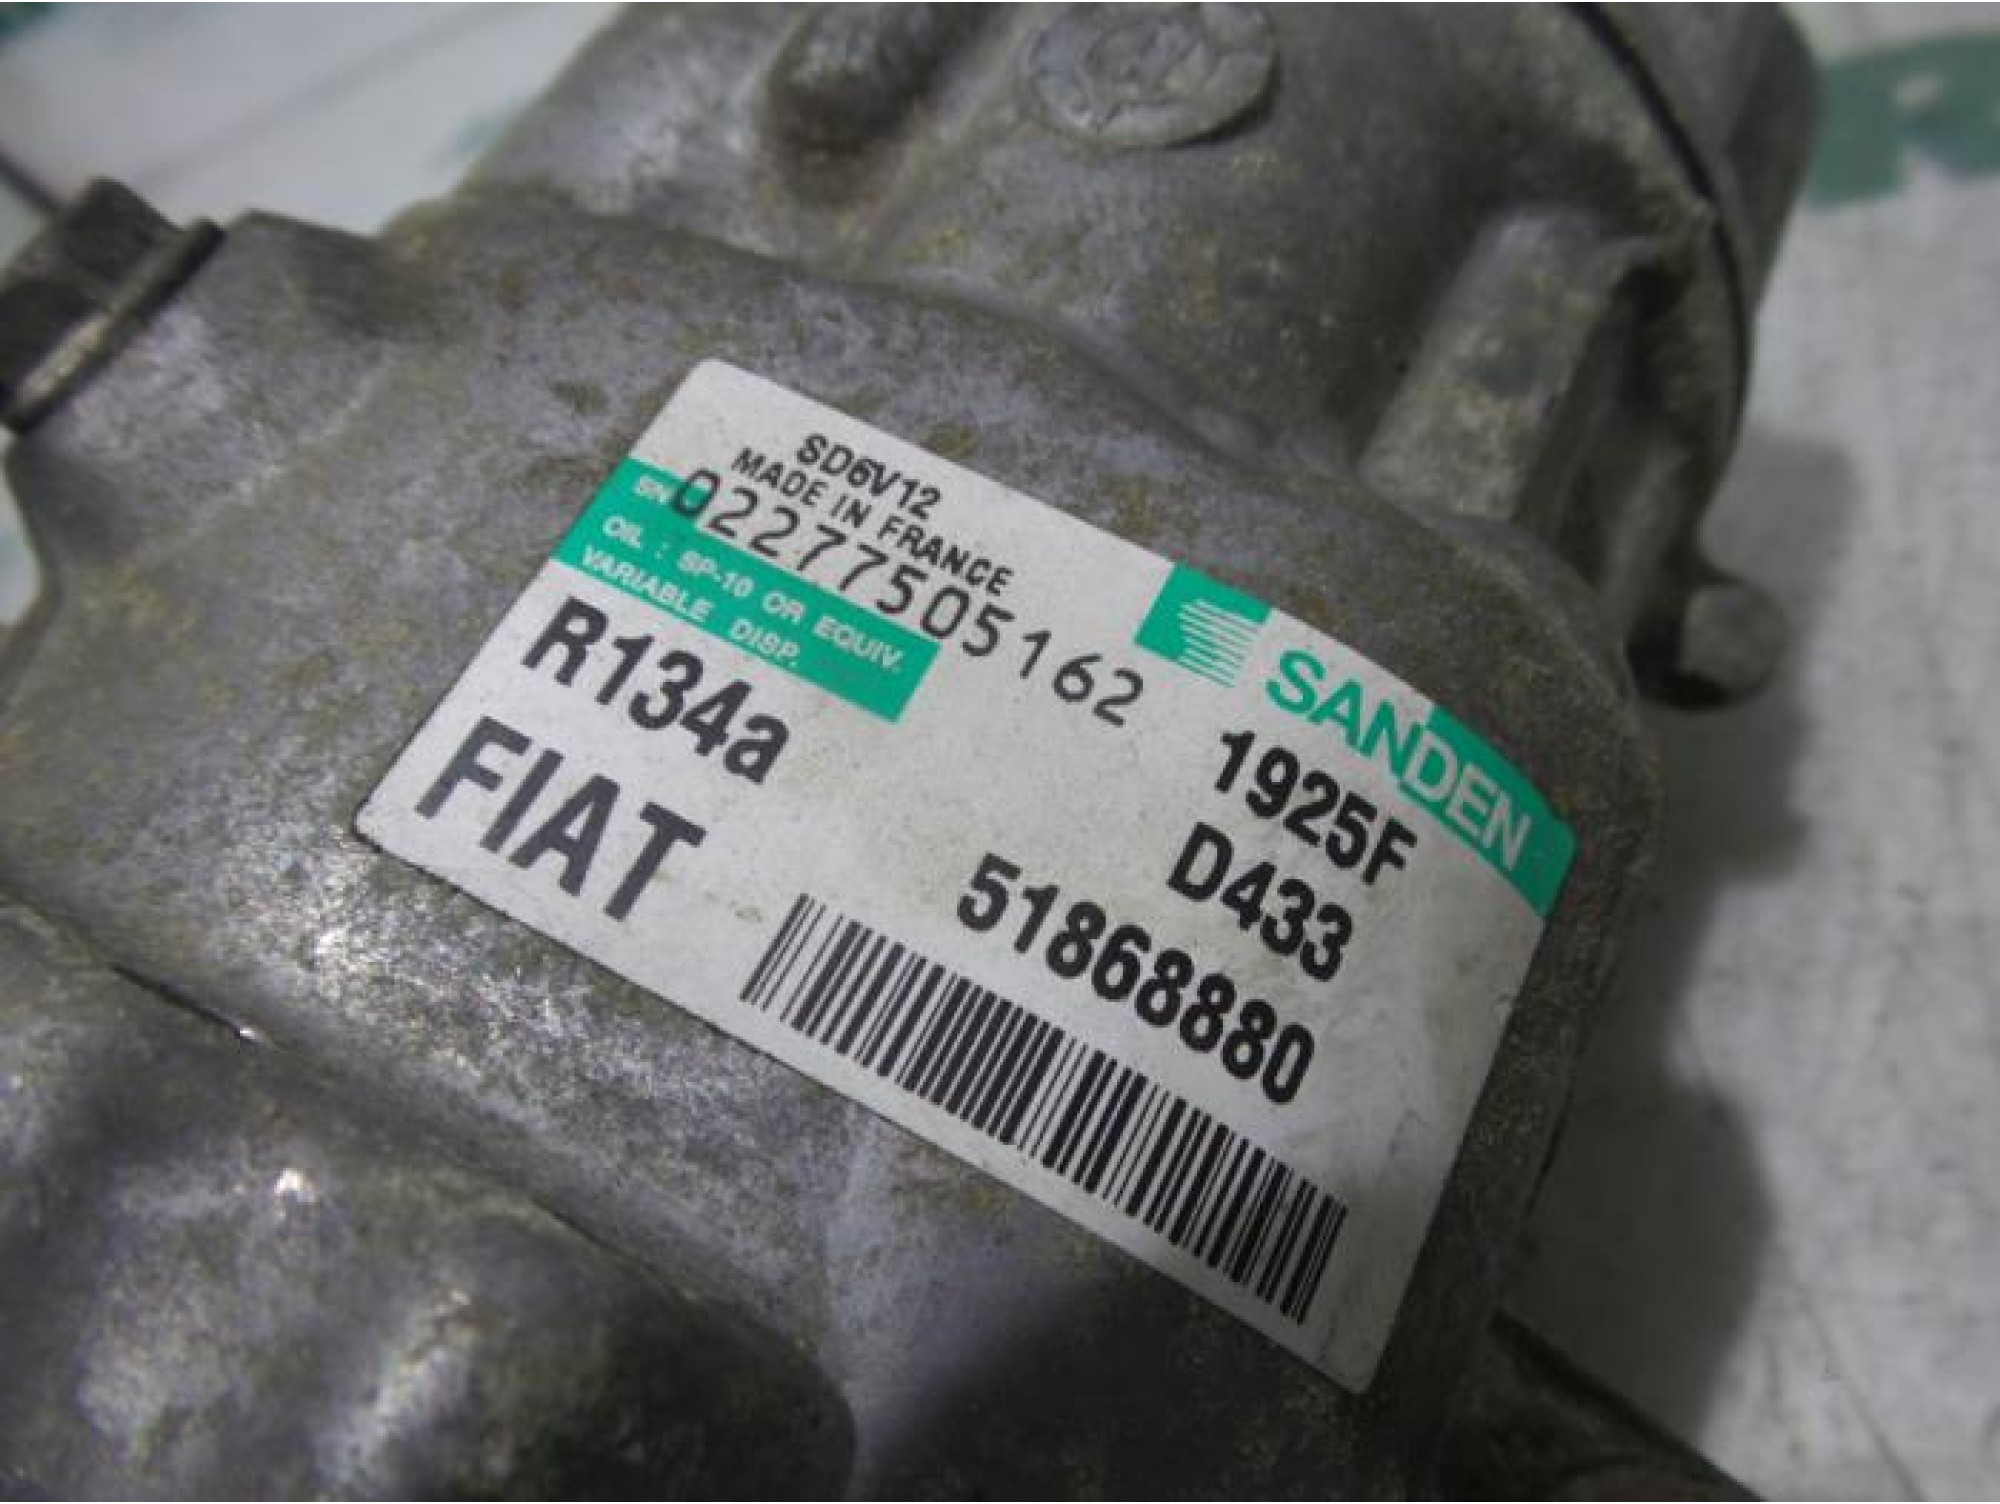 SD6V12
MADE IN FRANCE
SN 02277505162
OIL : SP-10 OR EQUIV.
VARIABLE DISP.
R134a
FIAT
SANDEN
1925F
D433
51868880
R